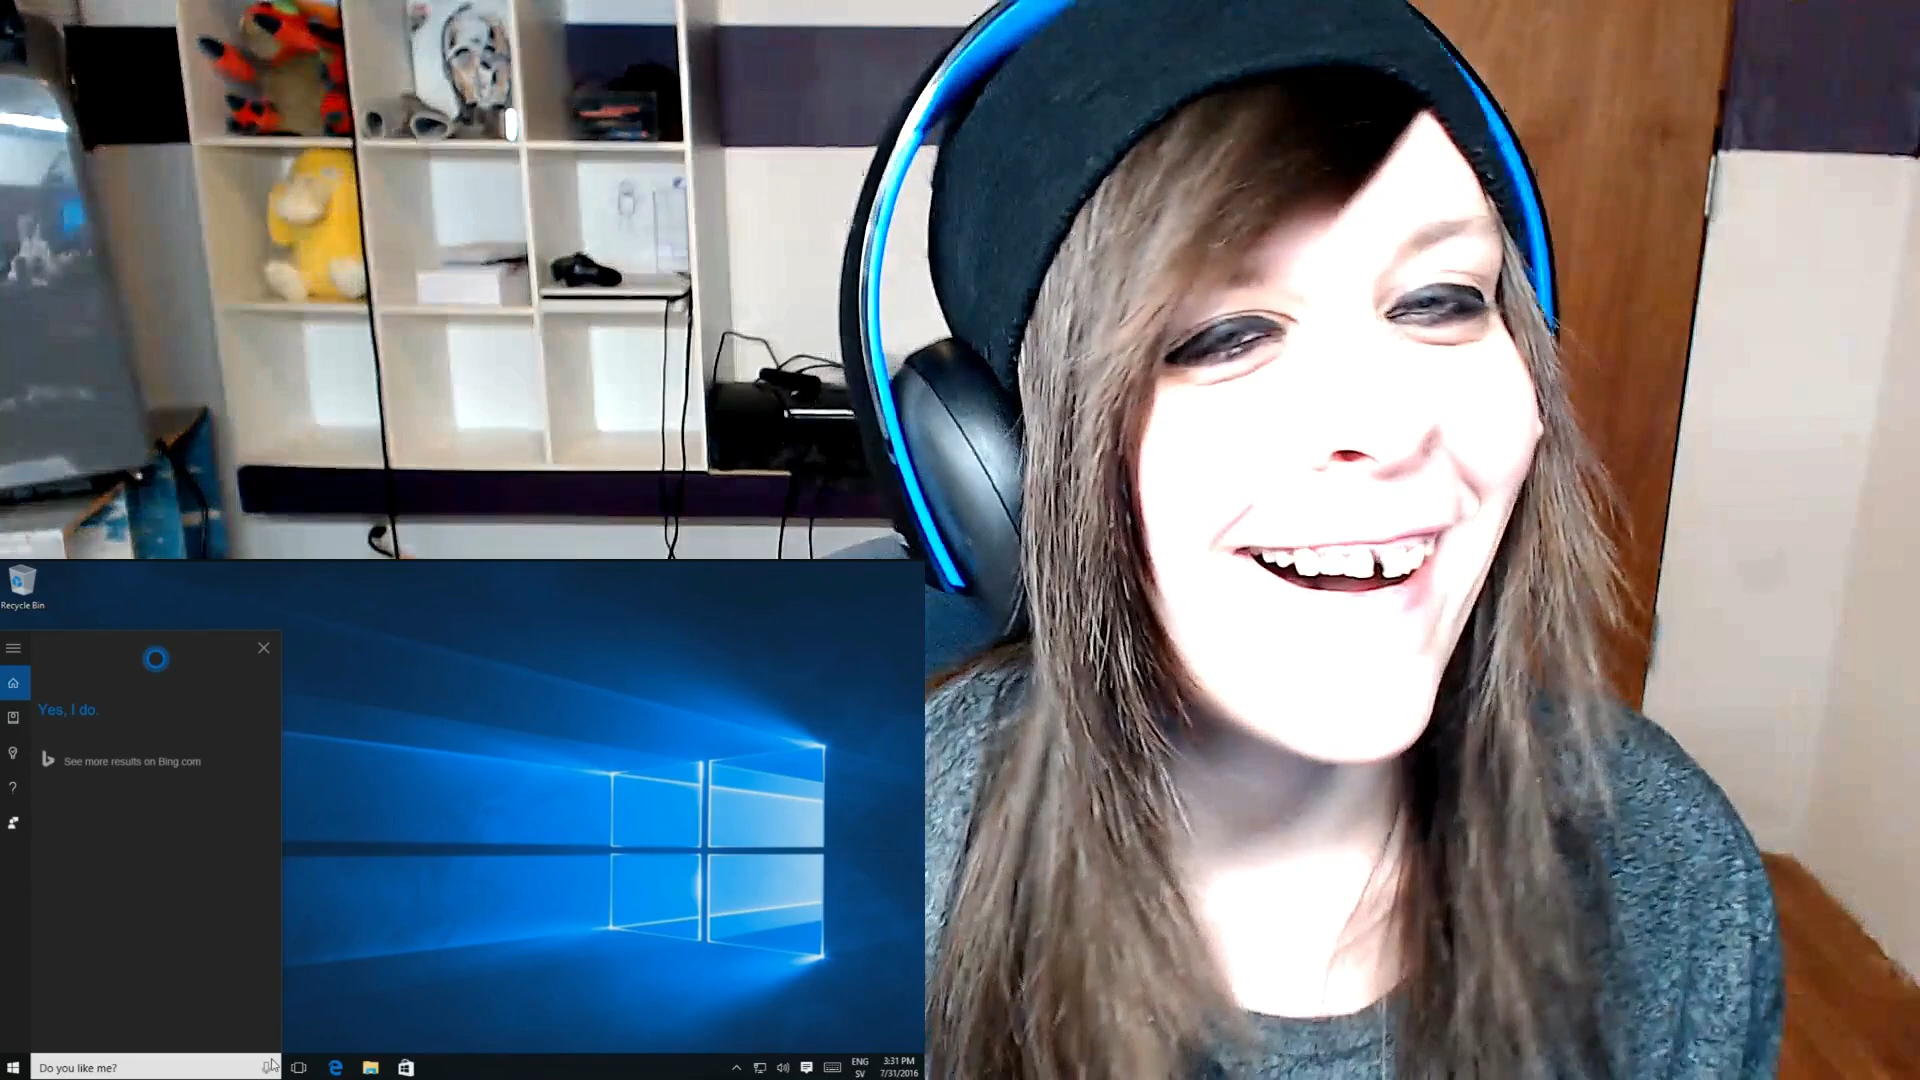 Recycle Bin
Yes, I do.
See more results on Bing.com
Do you like me?
ENG
SV
3:31 PM
7/31/2016